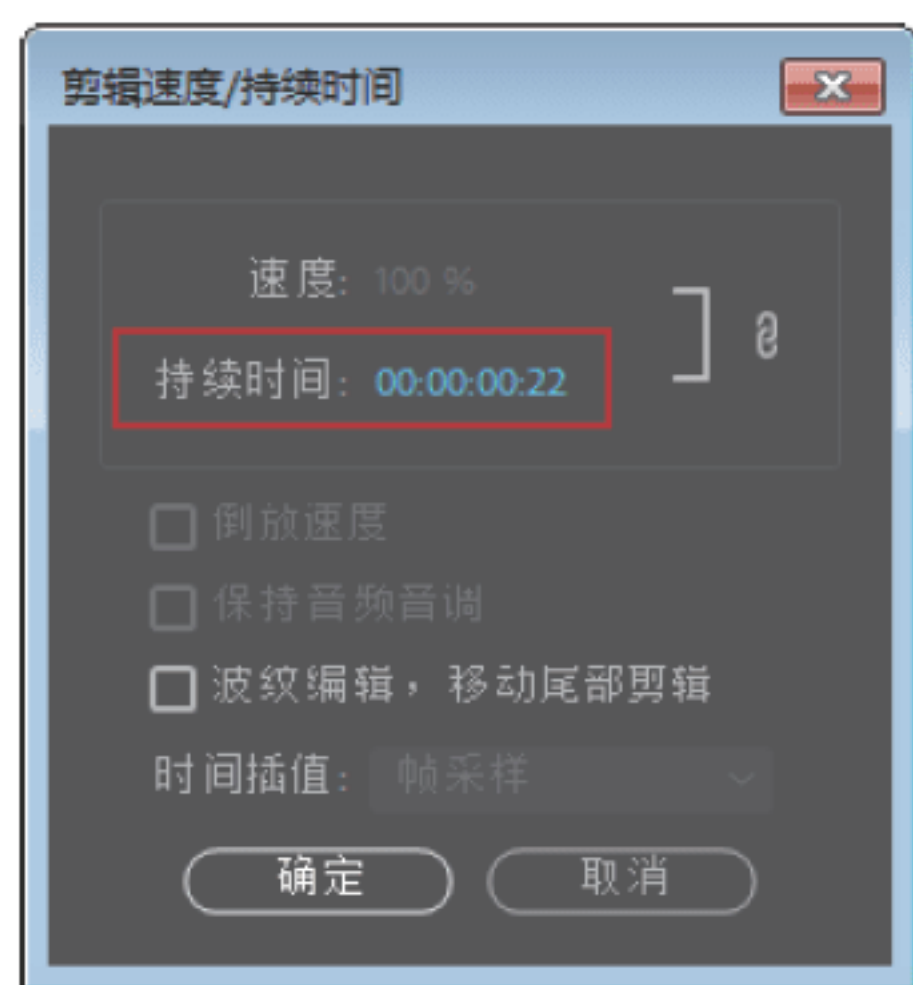 剪辑速度/持续时间
速度: 100 %
持续时间: 00:00:00:22
倒放速度
保持音频音调
波纹编辑，移动尾部剪辑
时间插值: 帧采样
确定 取消